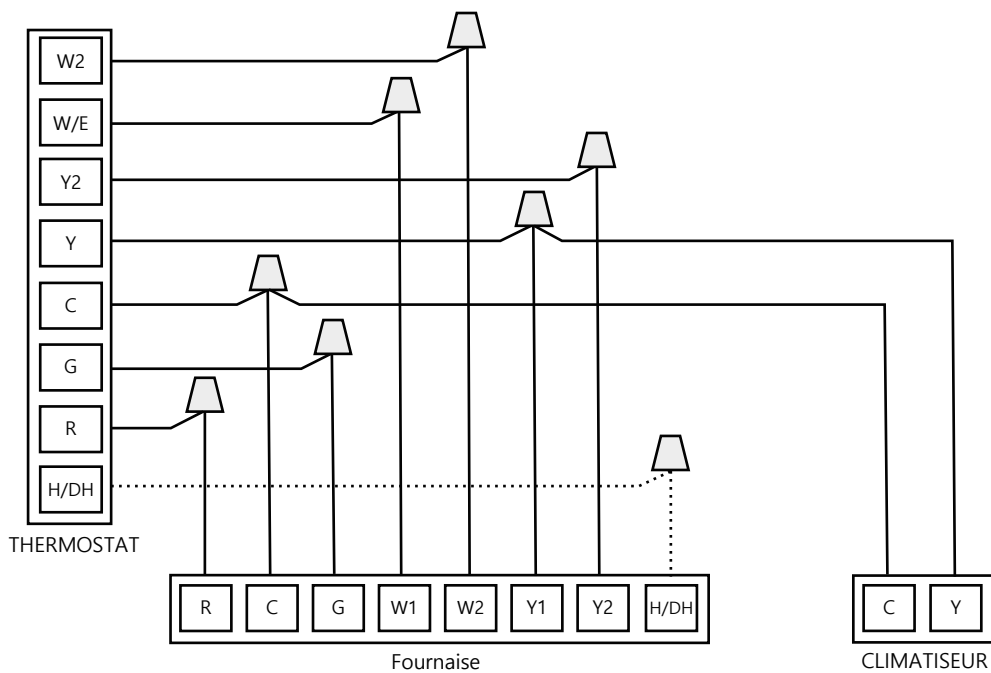 W2
W/E
Y2
Y
C
G
R
H/DH
THERMOSTAT
R C G W1 W2 Y1 Y2 H/DH
Fournaise
C Y
CLIMATISEUR